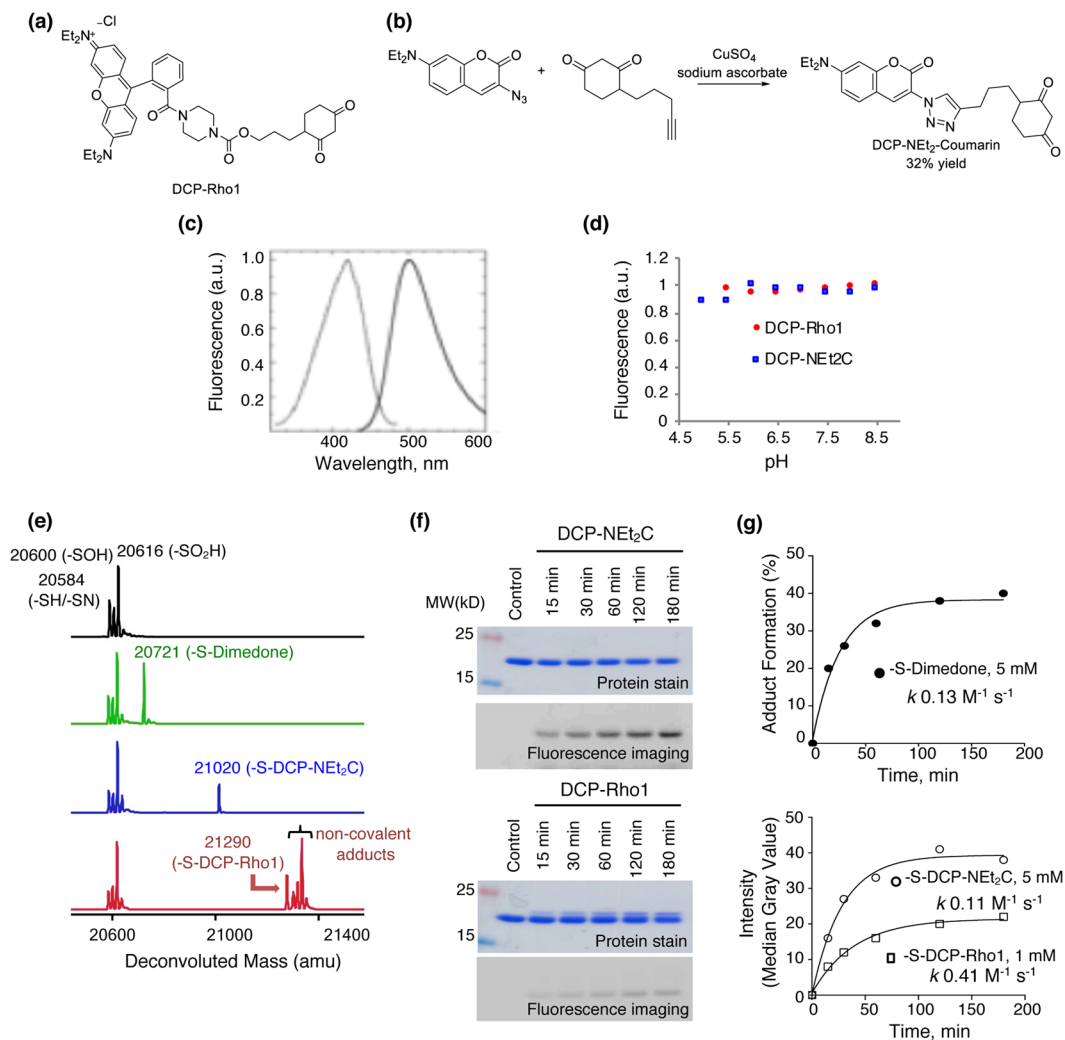 (a)
–Cl
Et₂N⁺
O
O
N
N
O
O
O
O
Et₂N
DCP-Rho1
(b)
Et₂N
O
O
N₃
+
O
O
CuSO₄
sodium ascorbate
Et₂N
O
O
N
N
N
O
O
DCP-NEt₂-Coumarin
32% yield
(c)
Fluorescence (a.u.)
1.0
0.8
0.6
0.4
0.2
400
500
600
Wavelength, nm
(d)
Fluorescence (a.u.)
1.2
1
0.8
0.6
0.4
0.2
0
DCP-Rho1
DCP-NEt2C
4.5 5.5 6.5 7.5 8.5
pH
(e)
20600 (-SOH)
20616 (-SO₂H)
20584
(-SH/-SN)
20721 (-S-Dimedone)
21020 (-S-DCP-NEt₂C)
21290
(-S-DCP-Rho1)
non-covalent
adducts
20600 21000 21400
Deconvoluted Mass (amu)
(f)
DCP-NEt₂C
MW(kD)
Control
15 min
30 min
60 min
120 min
180 min
25
15
Protein stain
Fluorescence imaging
DCP-Rho1
Control
15 min
30 min
60 min
120 min
180 min
25
15
Protein stain
Fluorescence imaging
(g)
Adduct Formation (%)
50
40
30
20
10
0
-S-Dimedone, 5 mM
k 0.13 M⁻¹ s⁻¹
0 50 100 150 200
Time, min
Intensity
(Median Gray Value)
50
40
30
20
10
0
-S-DCP-NEt₂C, 5 mM
k 0.11 M⁻¹ s⁻¹
-S-DCP-Rho1, 1 mM
k 0.41 M⁻¹ s⁻¹
0 50 100 150 200
Time, min